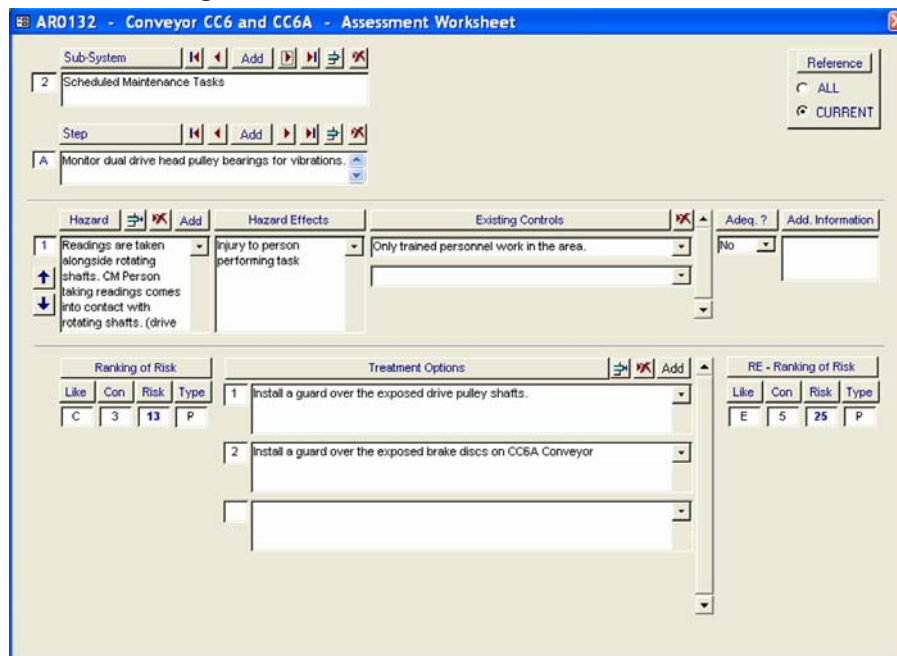 AR0132 - Conveyor CC6 and CC6A - Assessment Worksheet
Sub-System Add
2 Scheduled Maintenance Tasks
Reference
ALL
CURRENT
Step Add
A Monitor dual drive head pulley bearings for vibrations.
Hazard Add Hazard Effects Existing Controls Adeq. ? Add. Information
1
Readings are taken
alongside rotating
shafts. CM Person
taking readings comes
into contact with
rotating shafts. (drive
Injury to person
performing task
Only trained personnel work in the area.
No
Ranking of Risk
Like Con Risk Type
C 3 13 P
Treatment Options Add
1 Install a guard over the exposed drive pulley shafts.
2 Install a guard over the exposed brake discs on CC6A Conveyor
RE - Ranking of Risk
Like Con Risk Type
E 5 25 P